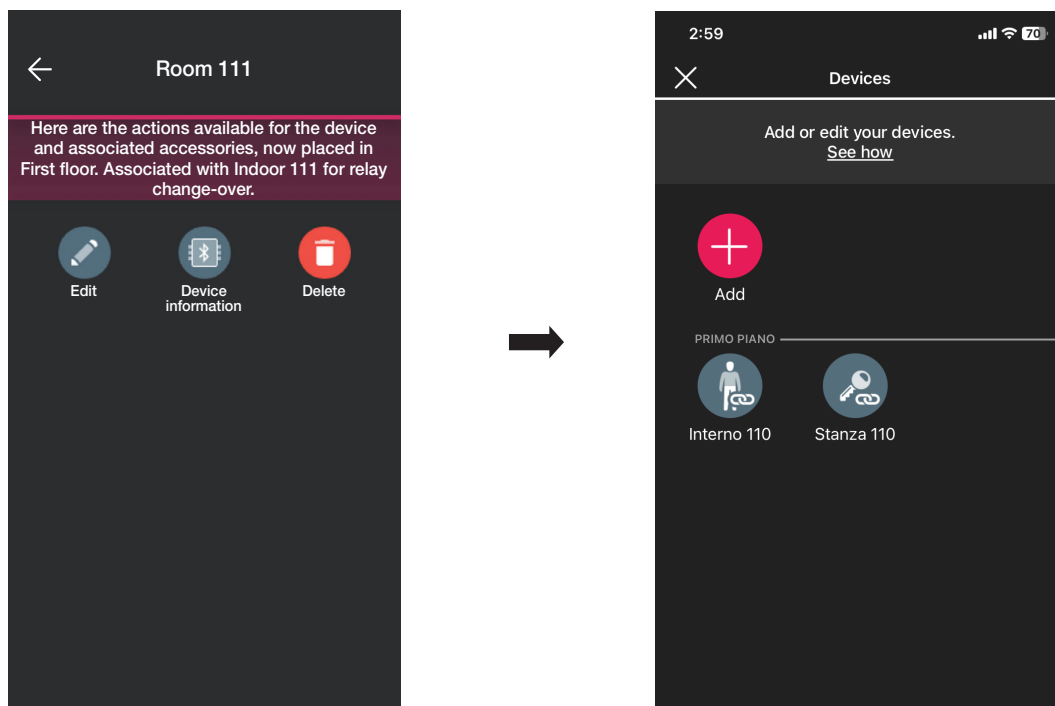 Room 111
Here are the actions available for the device
and associated accessories, now placed in
First floor. Associated with Indoor 111 for relay
change-over.
Edit
Device
information
Delete
2:59
70
Devices
Add or edit your devices.
See how
Add
PRIMO PIANO
Interno 110
Stanza 110